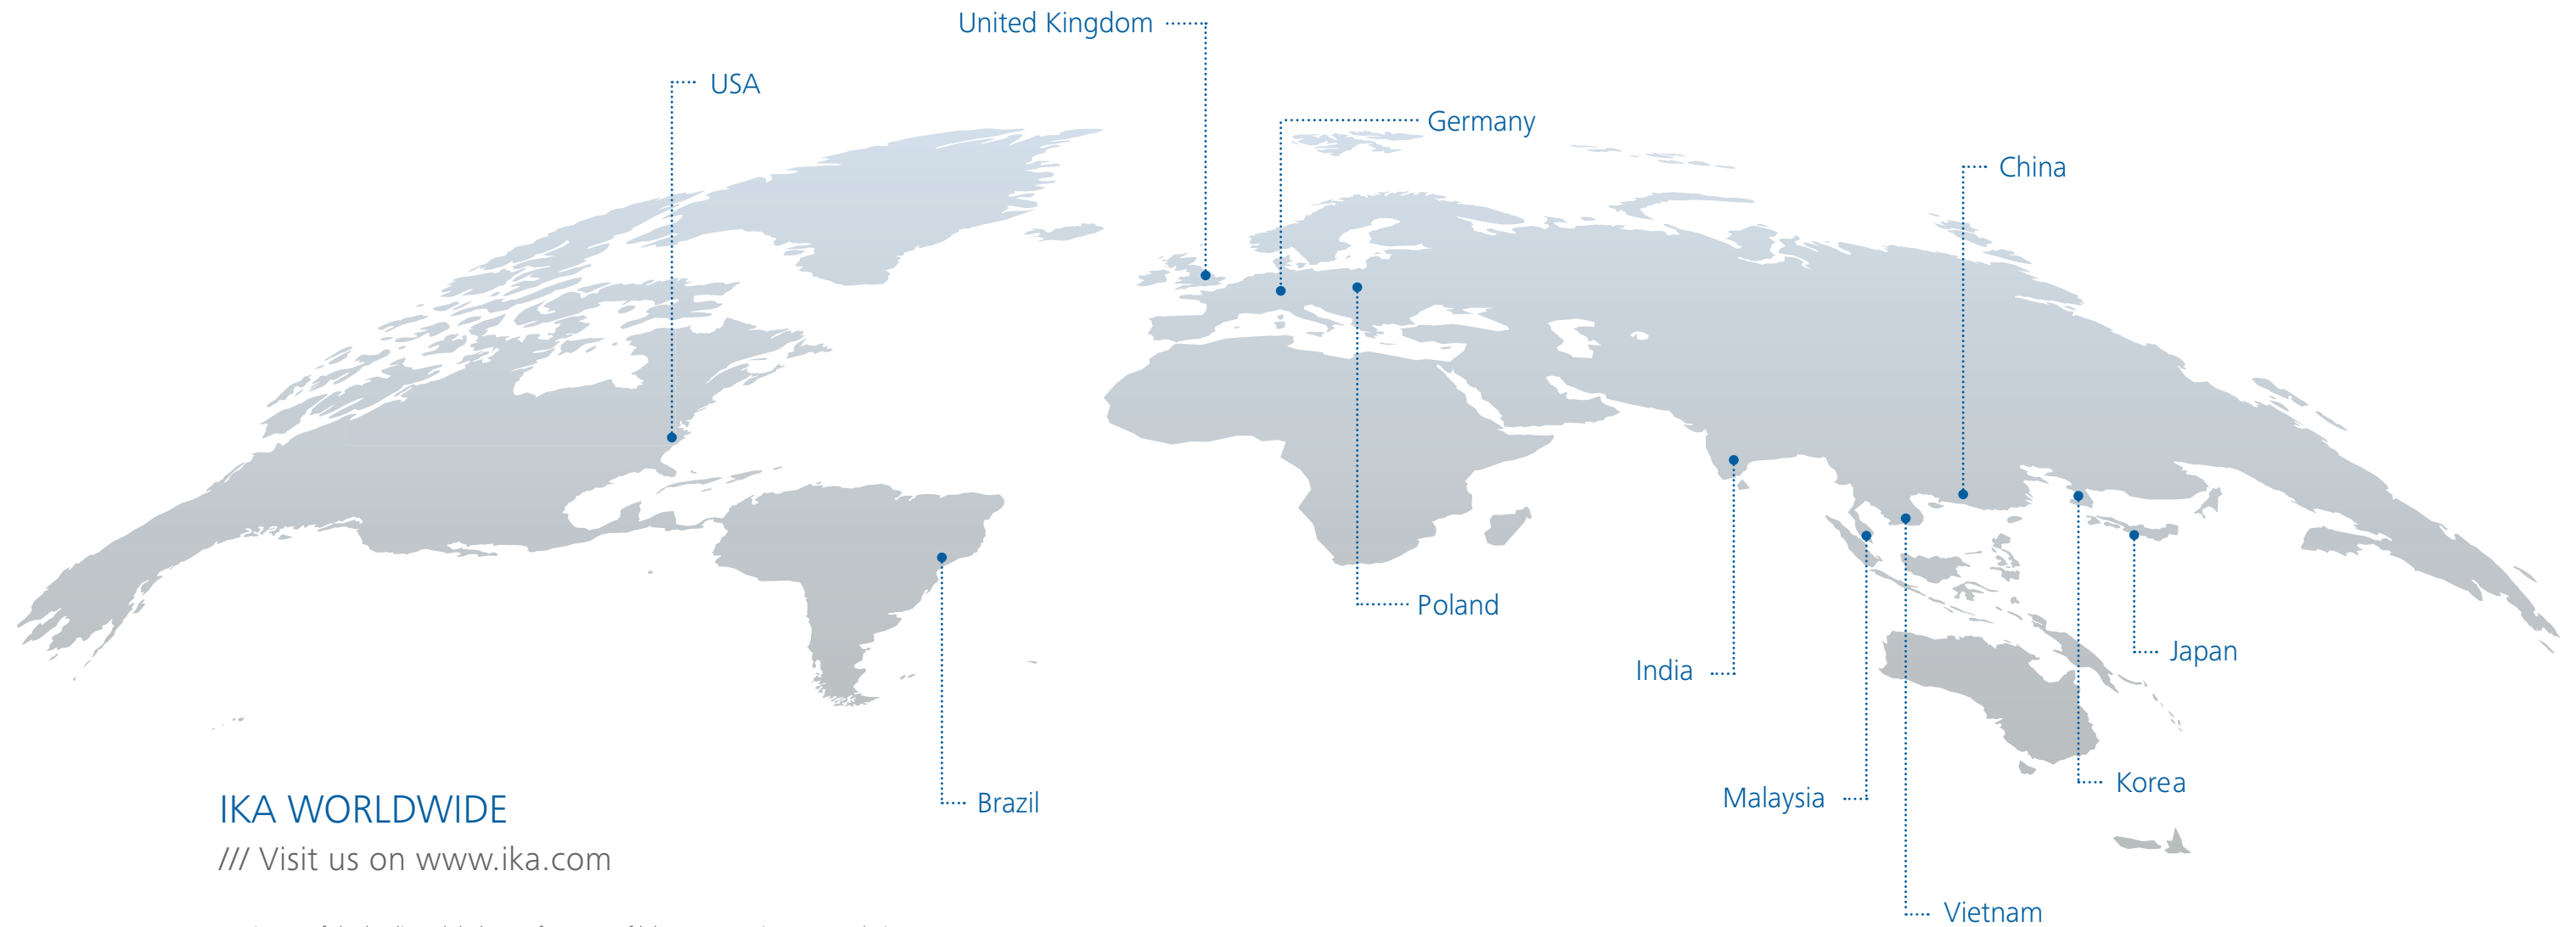 United Kingdom
USA
Germany
China
Poland
Japan
India
Korea
Malaysia
Brazil
IKA WORLDWIDE
/// Visit us on www.ika.com
Vietnam